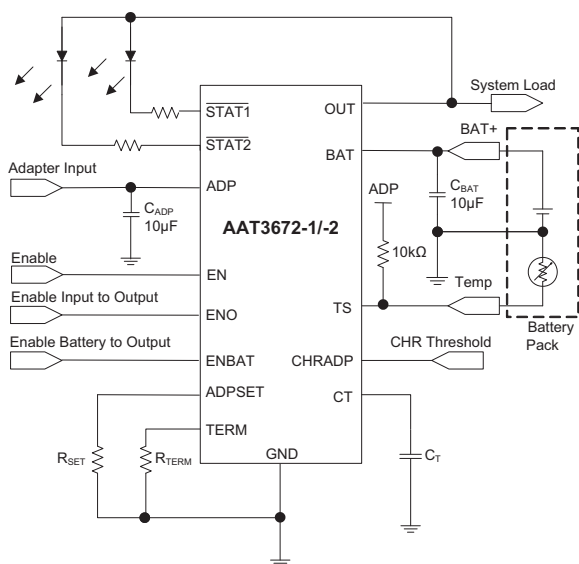 System Load
STAT1
OUT
STAT2
BAT+
BAT
Adapter Input
ADP
ADP
CADP
10µF
CBAT
10µF
AAT3672-1/-2
10kΩ
Enable
EN
Temp
Enable Input to Output
ENO
TS
Battery
Pack
Enable Battery to Output
ENBAT
CHRADP
CHR Threshold
ADPSET
CT
TERM
RSET
RTERM
GND
CT